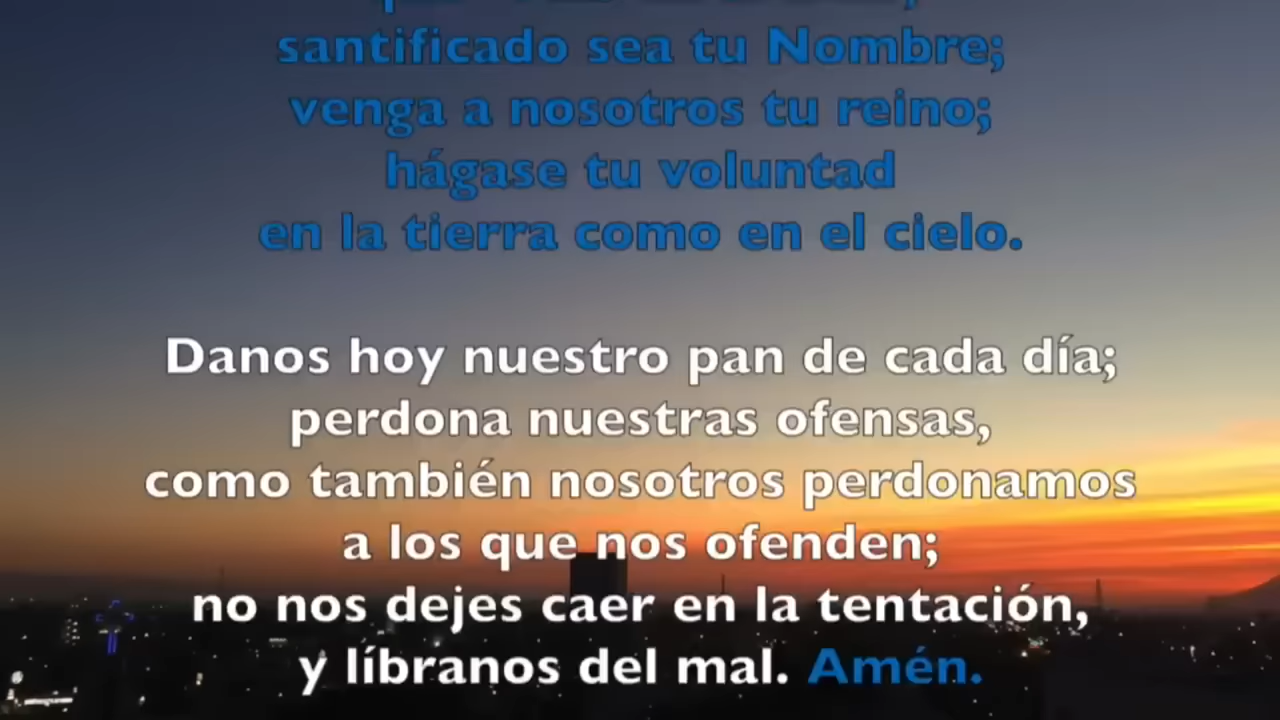 santificado sea tu Nombre;
venga a nosotros tu reino;
hágase tu voluntad
en la tierra como en el cielo.
Danos hoy nuestro pan de cada día;
perdona nuestras ofensas,
como también nosotros perdonamos
a los que nos ofenden;
no nos dejes caer en la tentación,
y líbranos del mal. Amén.